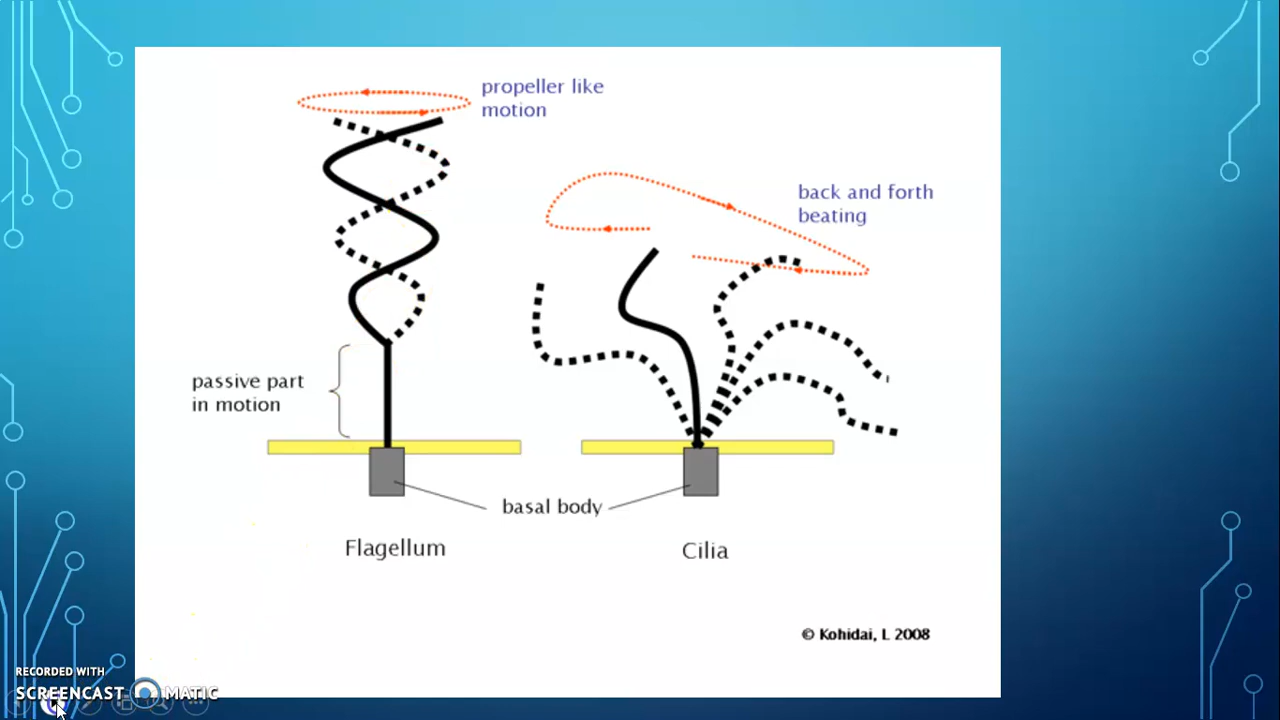 propeller like
motion
back and forth
beating
passive part
in motion
basal body
Flagellum
Cilia
© Kohidai, L 2008
RECORDED WITH
SCREENCAST MATIC